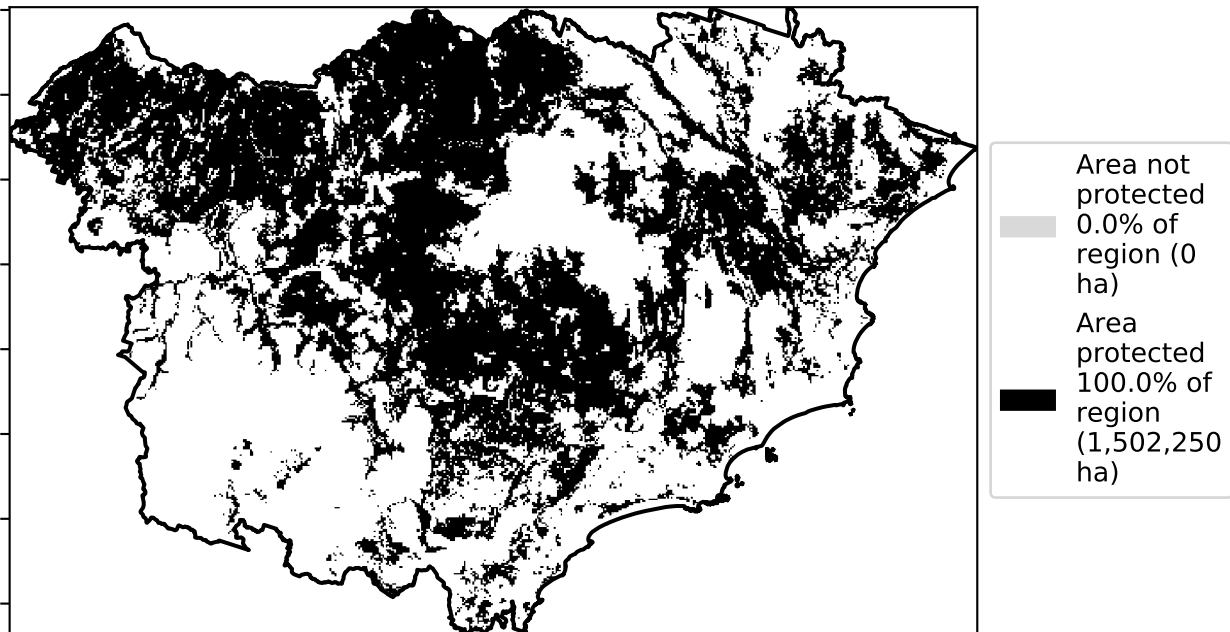 Area not
protected
0.0% of
region (0
ha)
Area
protected
100.0% of
region
(1,502,250
ha)